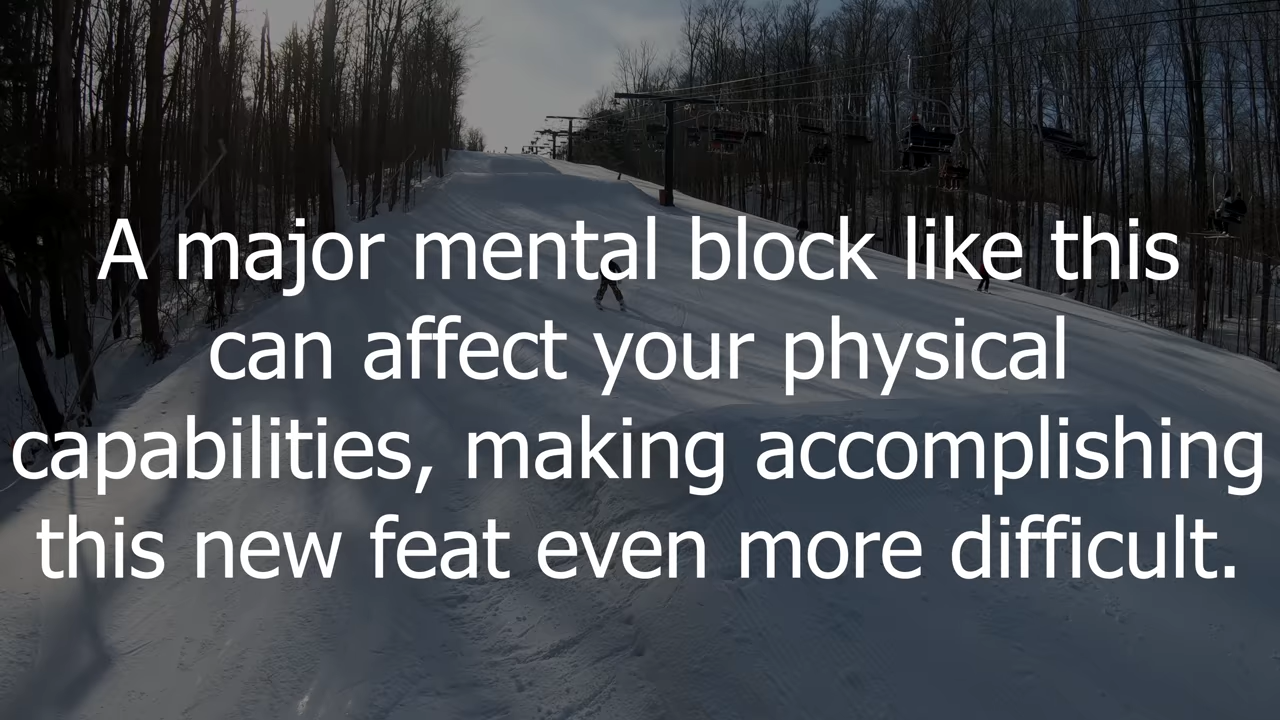 A major mental block like this
can affect your physical
capabilities, making accomplishing
this new feat even more difficult.